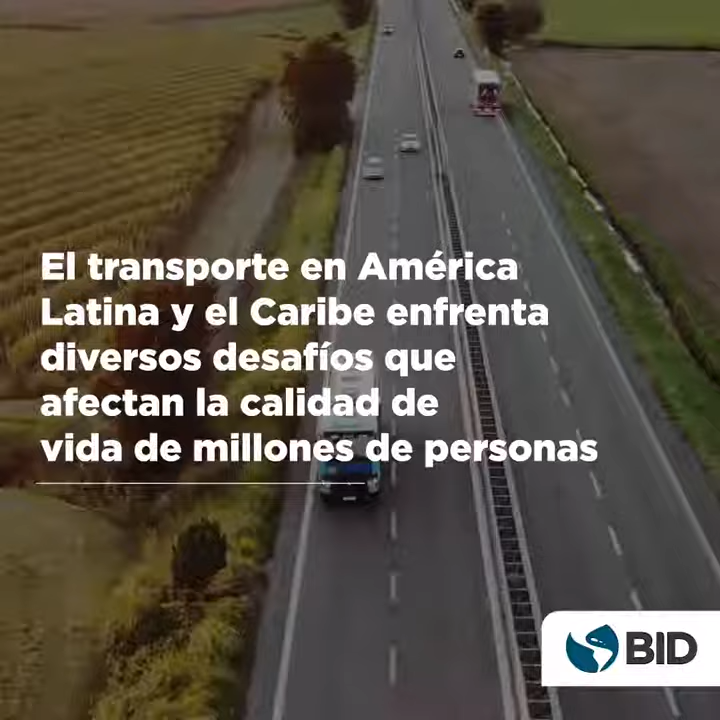 El transporte en América
Latina y el Caribe enfrenta
diversos desafíos que
afectan la calidad de
vida de millones de personas
BID